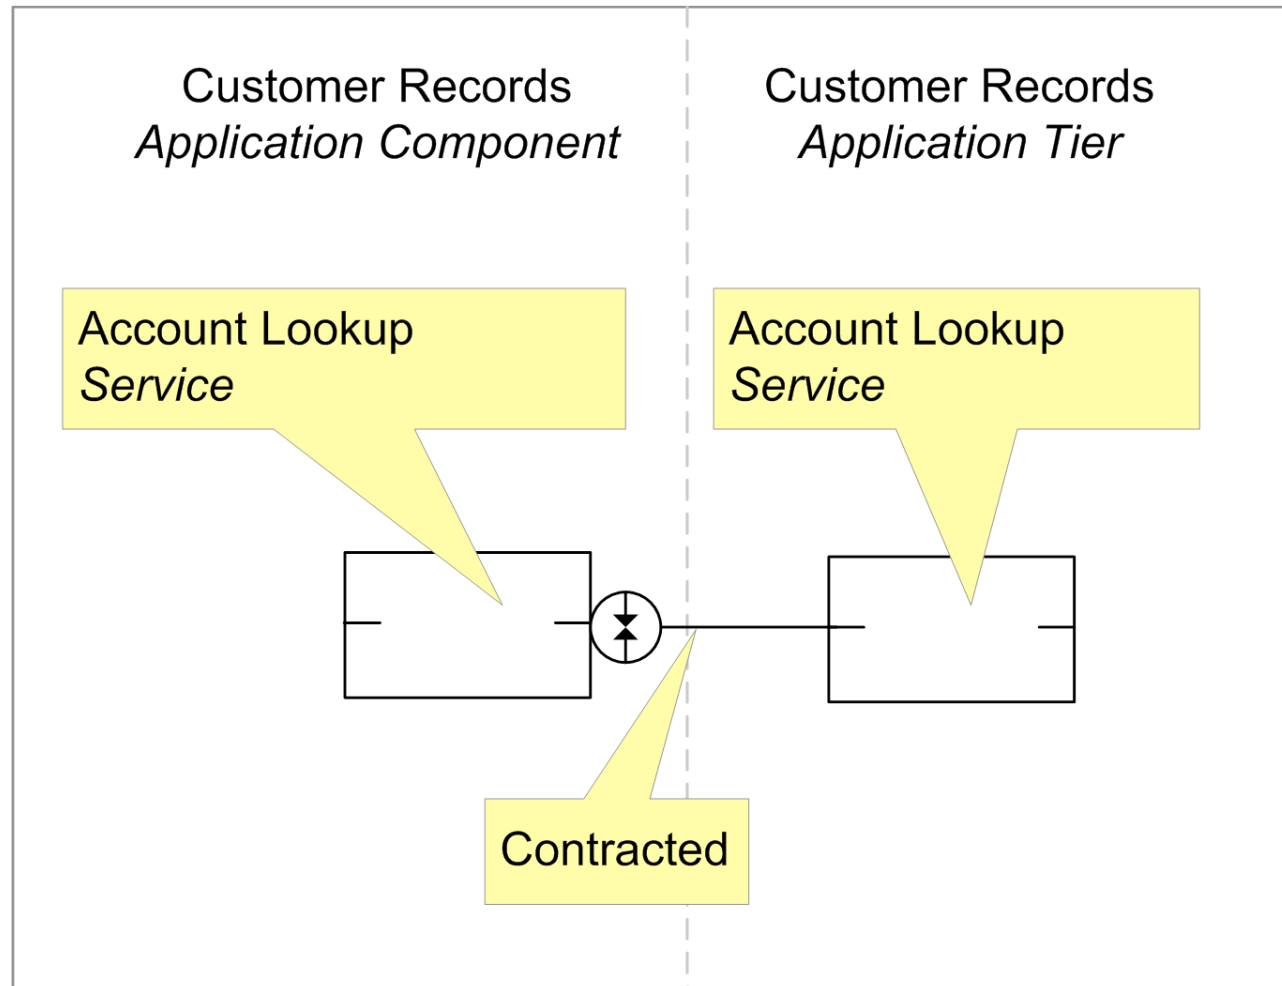 Customer Records
Application Component
Customer Records
Application Tier
Account Lookup
Service
Account Lookup
Service
Contracted